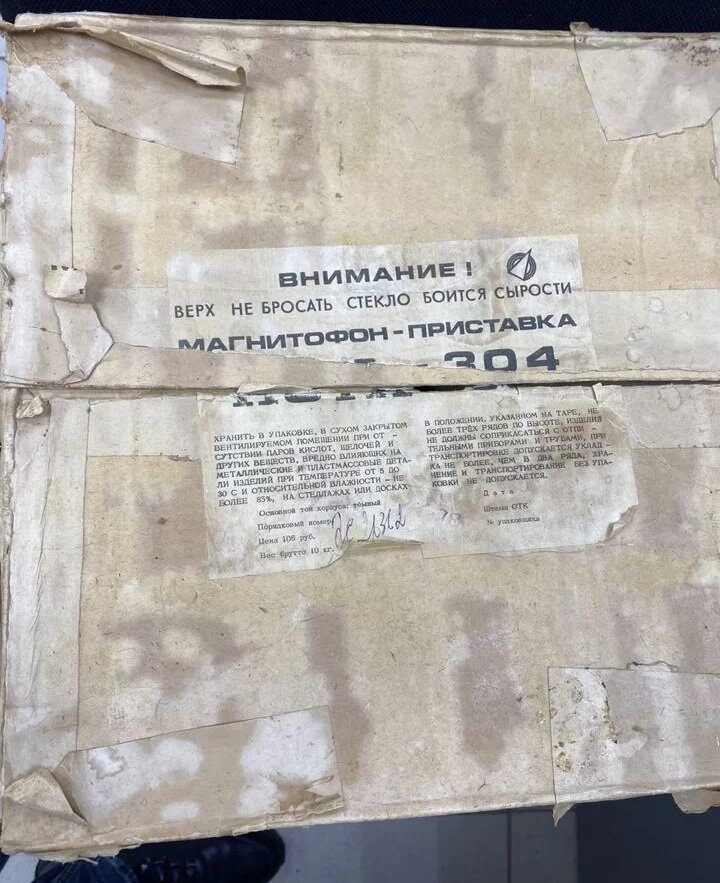 ВНИМАНИЕ !
ВЕРХ НЕ БРОСАТЬ СТЕКЛО БОИТСЯ СЫРОСТИ
МАГНИТОФОН-ПРИСТАВКА
-304
ХРАНИТЬ В УПАКОВКЕ, В СУХОМ ЗАКРЫТОМ
ВЕНТИЛИРУЕМОМ ПОМЕЩЕНИИ ПРИ ОТ -
СУТСТВИИ ПАРОВ КИСЛОТ, ЩЕЛОЧЕЙ И
ДРУГИХ ВЕЩЕСТВ, ВРЕДНО ВЛИЯЮЩИХ НА
МЕТАЛЛИЧЕСКИЕ И ПЛАСТМАССОВЫЕ ДЕТА-
ЛИ ИЗДЕЛИЙ ПРИ ТЕМПЕРАТУРЕ ОТ 5 ДО
30 С И ОТНОСИТЕЛЬНОЙ ВЛАЖНОСТИ - НЕ
БОЛЕЕ 85%, НА СТЕЛЛАЖАХ ИЛИ ДОСКАХ
Основной тон корпуса: тёмный
Порядковый номер
Цена 106 руб.
Вес брутто 10 кг.
В ПОЛОЖЕНИИ, УКАЗАННОМ НА ТАРЕ, НЕ
БОЛЕЕ ТРЁХ РЯДОВ ПО ВЫСОТЕ, ИЗДЕЛИЯ
НЕ ДОЛЖНЫ СОПРИКАСАТЬСЯ С ОТПИ -
ТЕЛЬНЫМИ ПРИБОРАМИ И ТРУБАМИ, ПРИ
ТРАНСПОРТИРОВКЕ ДОПУСКАЕТСЯ УКЛАД -
КА НЕ БОЛЕЕ, ЧЕМ В ДВА РЯДА, ХРА-
НЕНИЕ И ТРАНСПОРТИРОВАНИЕ БЕЗ УПА-
КОВКИ НЕ ДОПУСКАЕТСЯ.
Дата
Штамп ОТК
№ упаковщика